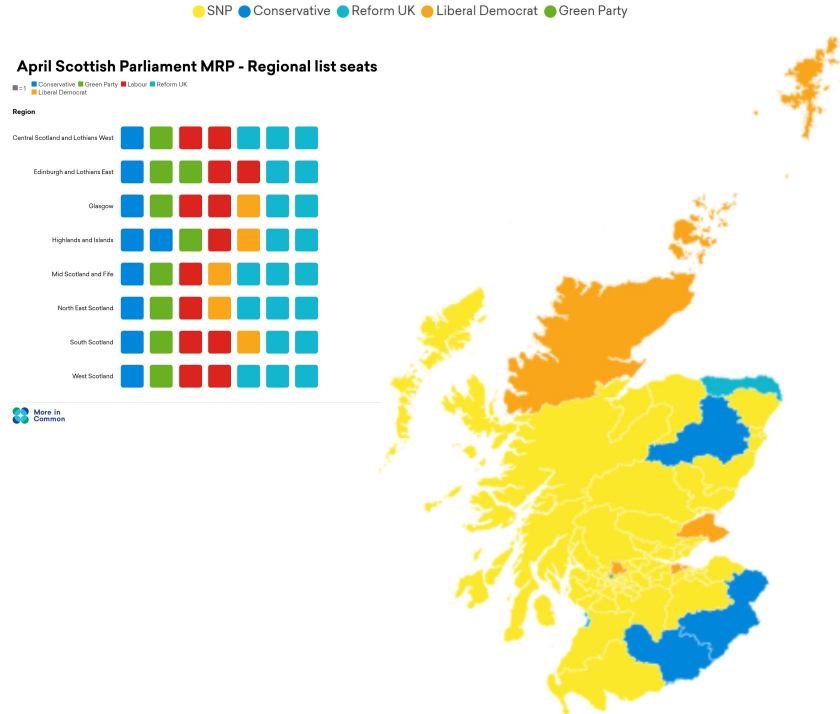 SNP Conservative Reform UK Liberal Democrat Green Party
April Scottish Parliament MRP - Regional list seats
=1 Conservative Green Party Labour Reform UK
Liberal Democrat
Region
Central Scotland and Lothians West
Edinburgh and Lothians East
Glasgow
Highlands and Islands
Mid Scotland and Fife
North East Scotland
South Scotland
West Scotland
More in
Common